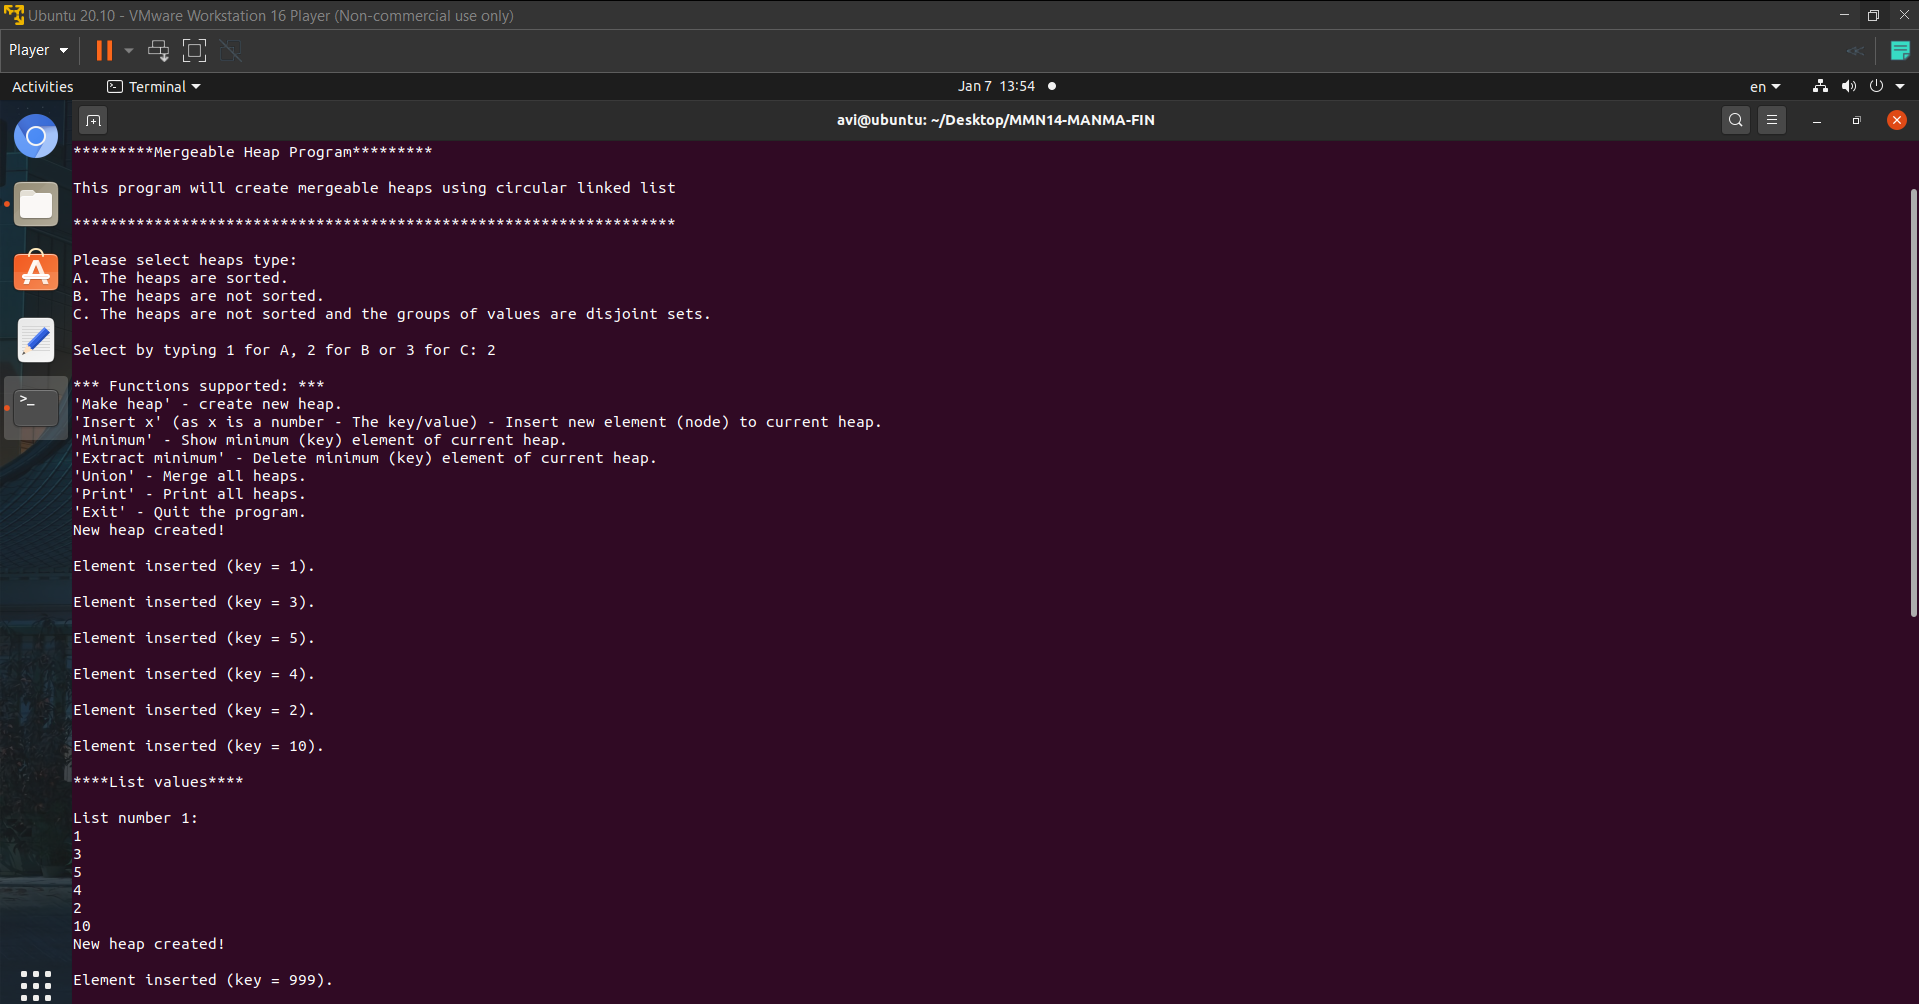 Ubuntu 20.10 - VMware Workstation 16 Player (Non-commercial use only)
Player
Activities
Terminal
Jan 7 13:54
en
avi@ubuntu: ~/Desktop/MMN14-MANMA-FIN
*********Mergeable Heap Program*********
This program will create mergeable heaps using circular linked list
*******************************************************************
Please select heaps type:
A. The heaps are sorted.
B. The heaps are not sorted.
C. The heaps are not sorted and the groups of values are disjoint sets.
Select by typing 1 for A, 2 for B or 3 for C: 2
*** Functions supported: ***
'Make heap' - create new heap.
'Insert x' (as x is a number - The key/value) - Insert new element (node) to current heap.
'Minimum' - Show minimum (key) element of current heap.
'Extract minimum' - Delete minimum (key) element of current heap.
'Union' - Merge all heaps.
'Print' - Print all heaps.
'Exit' - Quit the program.
New heap created!
Element inserted (key = 1).
Element inserted (key = 3).
Element inserted (key = 5).
Element inserted (key = 4).
Element inserted (key = 2).
Element inserted (key = 10).
****List values****
List number 1:
1
3
5
4
2
10
New heap created!
Element inserted (key = 999).